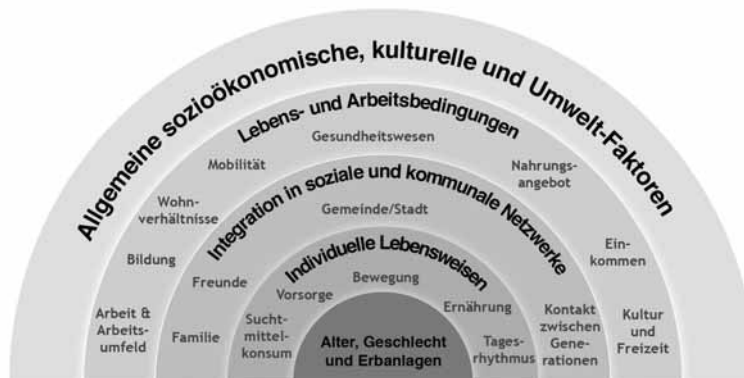 Allgemeine sozioökonomische, kulturelle und Umwelt-Faktoren
Lebens- und Arbeitsbedingungen
Gesundheitswesen
Mobilität
Nahrungs-
angebot
Wohn-
verhältnisse
Bildung
Ein-
kommen
Arbeit &
Arbeits-
umfeld
Kultur
und
Freizeit
Integration in soziale und kommunale Netzwerke
Gemeinde/Stadt
Freunde
Familie
Kontakt
zwischen
Gene-
rationen
Individuelle Lebensweisen
Bewegung
Vorsorge
Ernährung
Sucht-
mittel-
konsum
Tages-
rhythmus
Alter, Geschlecht
und Erbanlagen